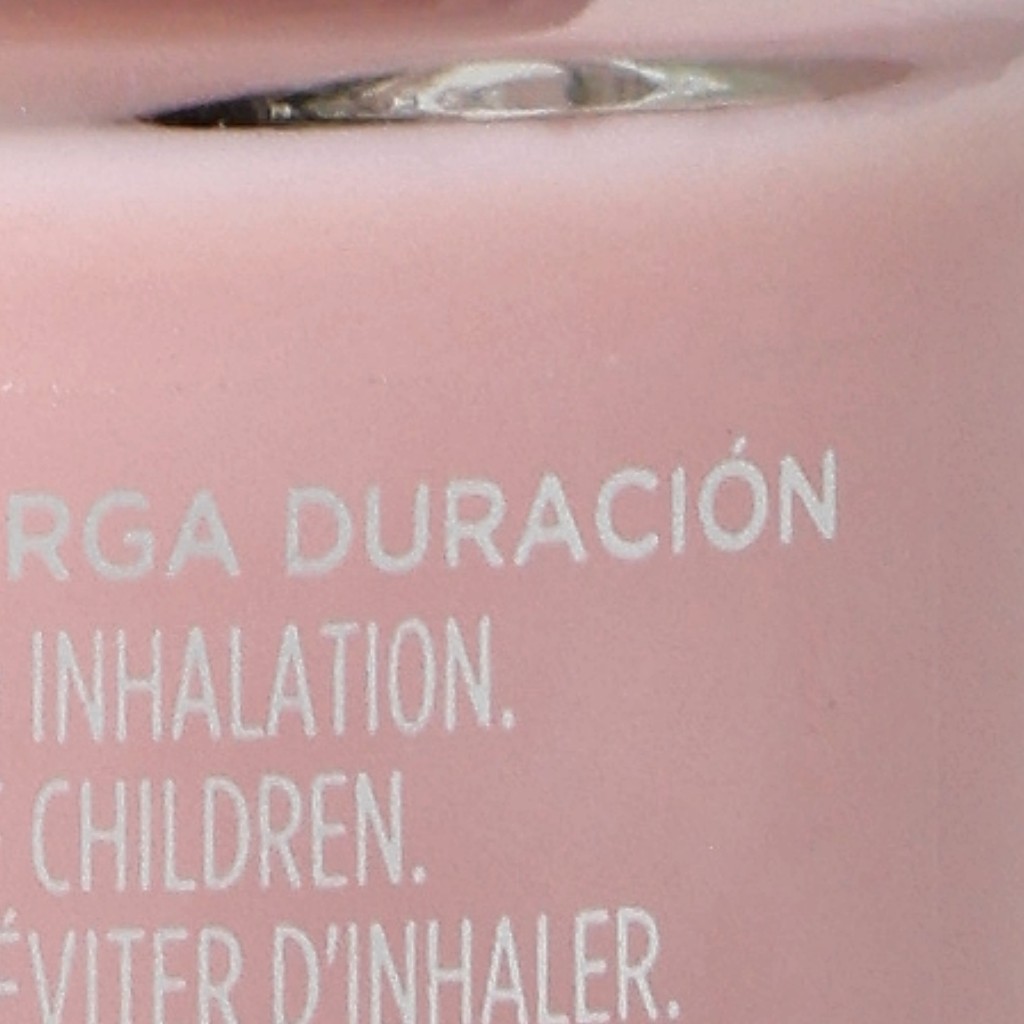 RGA DURACIÓN
INHALATION.
CHILDREN.
ÉVITER D'INHALER.